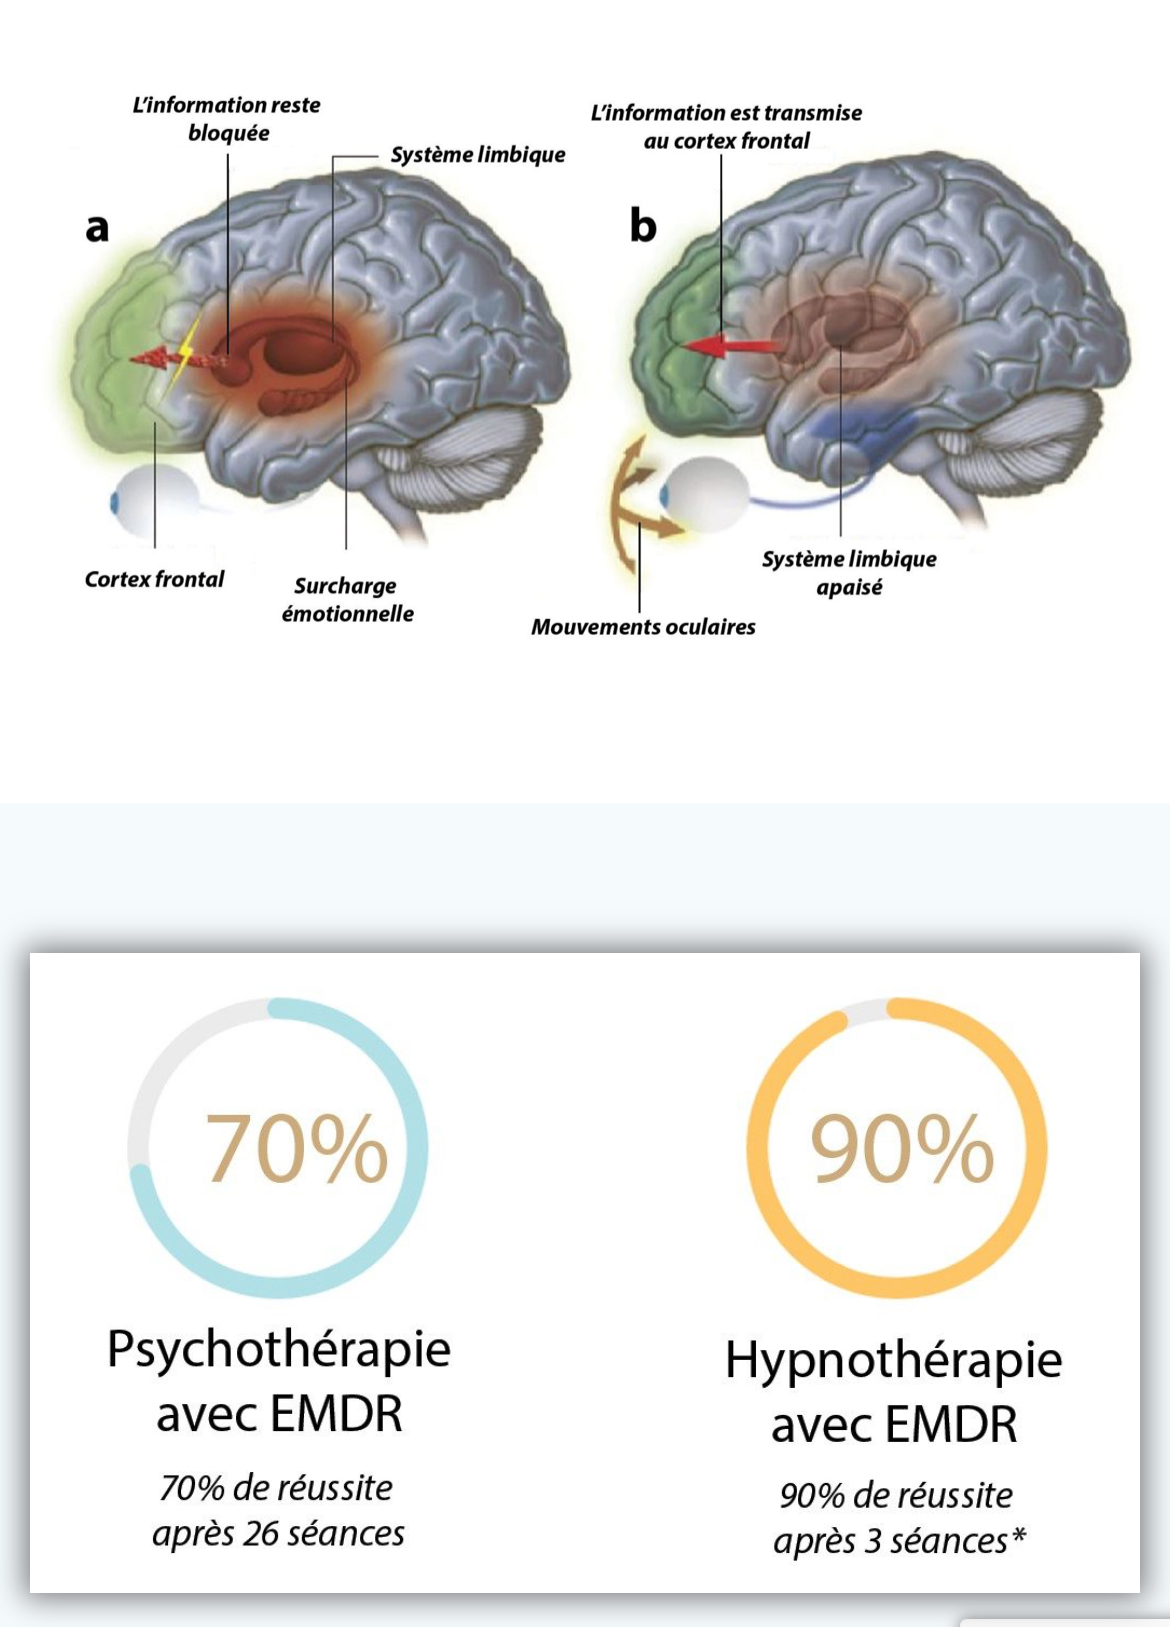 L'information reste
bloquée
Système limbique
a
Cortex frontal
Surcharge
émotionnelle
L'information est transmise
au cortex frontal
b
Système limbique
apaisé
Mouvements oculaires
70%
Psychothérapie
avec EMDR
70% de réussite
après 26 séances
90%
Hypnothérapie
avec EMDR
90% de réussite
après 3 séances*